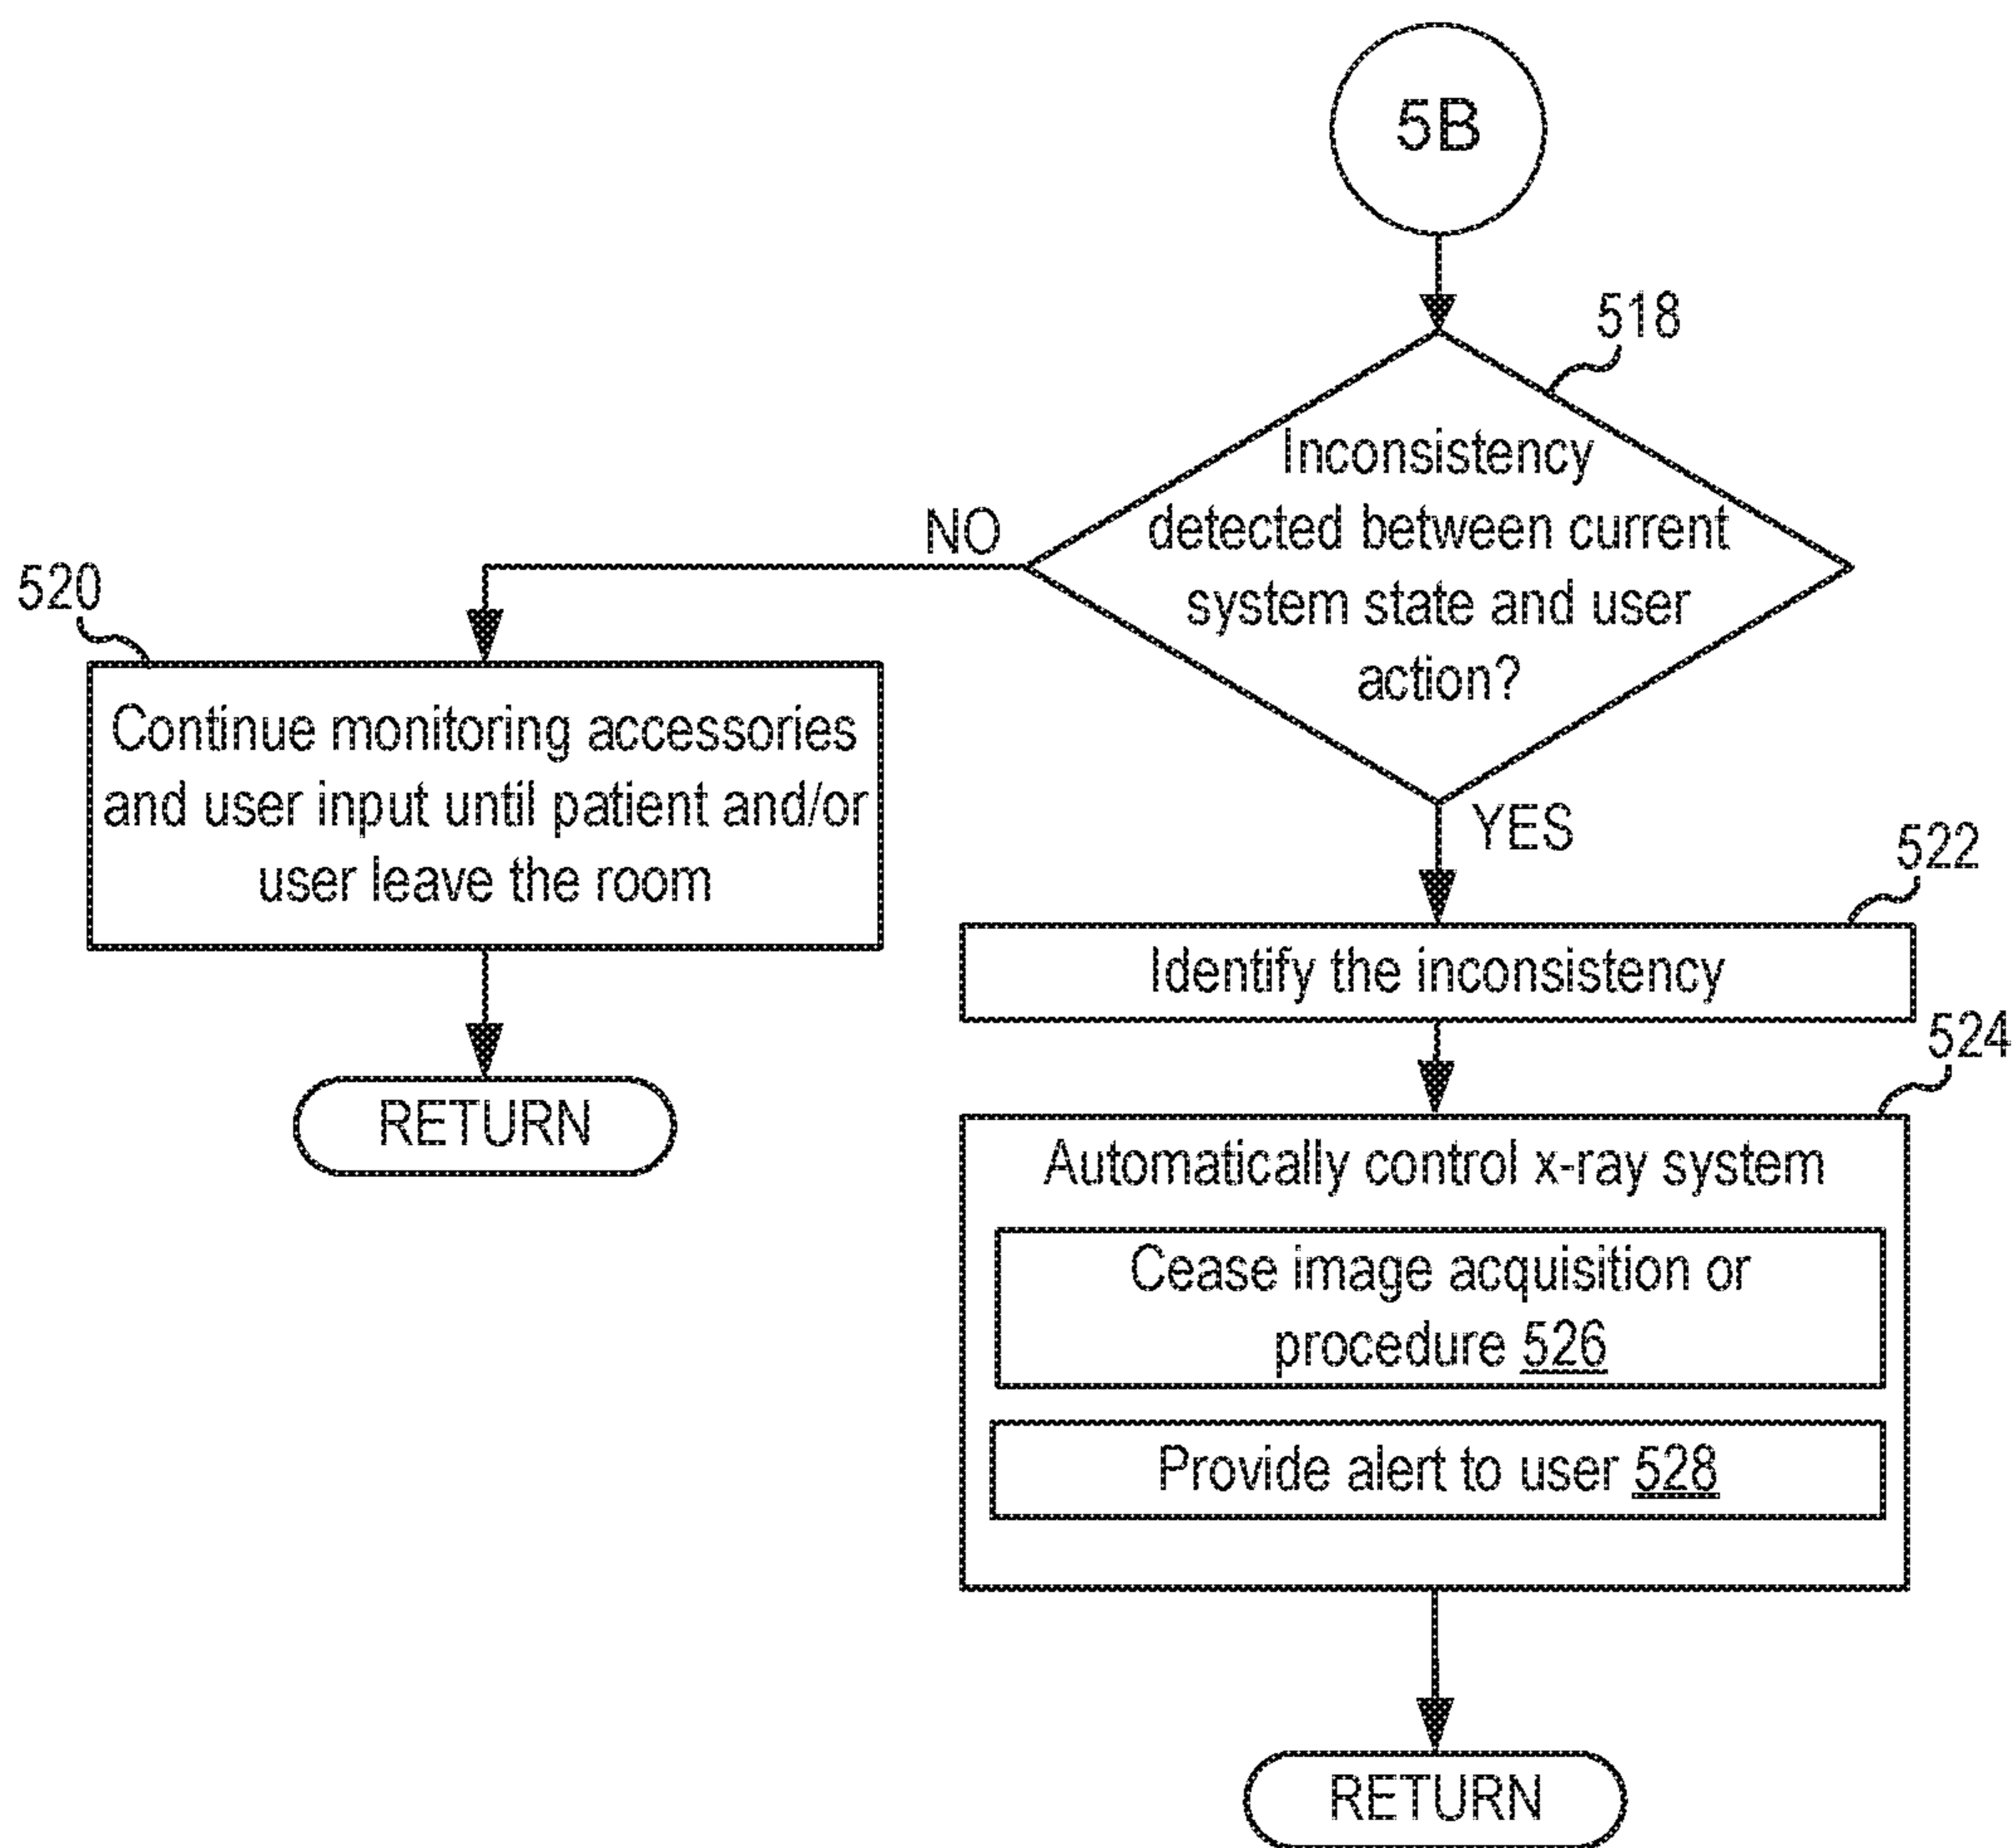 5B
518
Inconsistency
detected between current
system state and user
action?
NO
YES
520
Continue monitoring accessories
and user input until patient and/or
user leave the room
RETURN
522
Identify the inconsistency
524
Automatically control x-ray system
Cease image acquisition or
procedure 526
Provide alert to user 528
RETURN